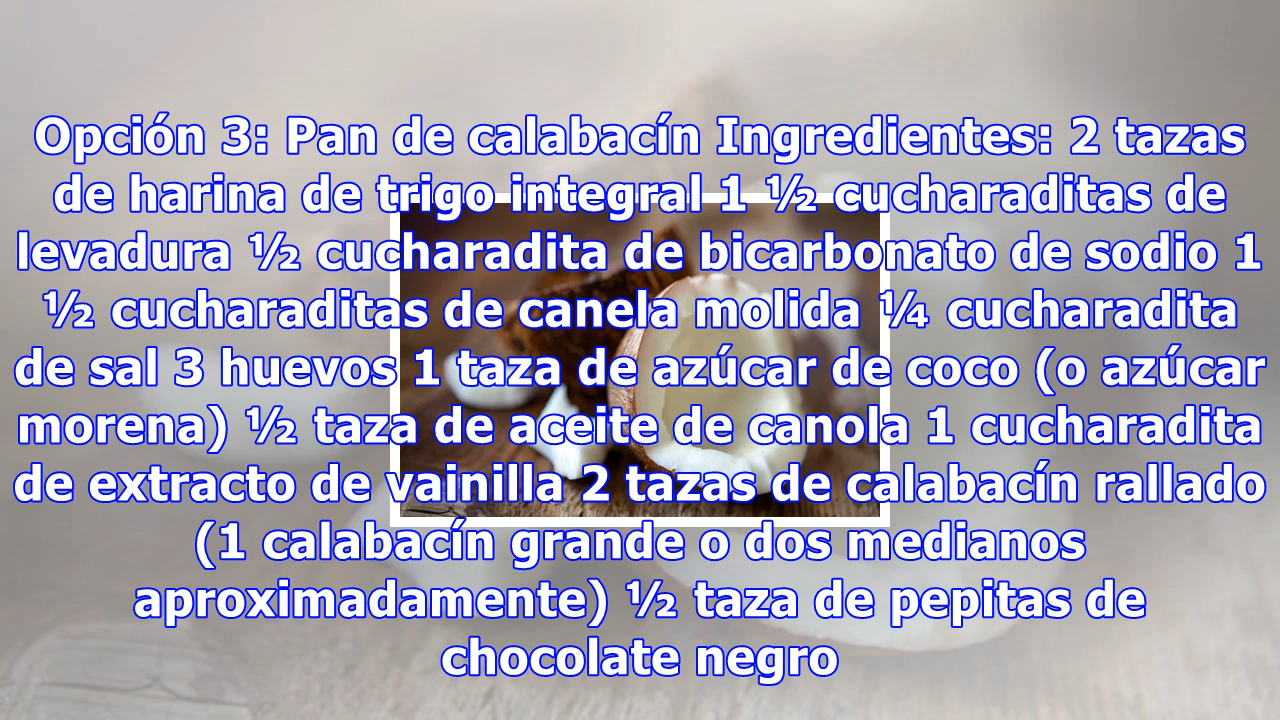 Opción 3: Pan de calabacín Ingredientes: 2 tazas
de harina de trigo integral 1 ½ cucharaditas de
levadura ½ cucharadita de bicarbonato de sodio 1
½ cucharaditas de canela molida ¼ cucharadita
de sal 3 huevos 1 taza de azúcar de coco (o azúcar
morena) ½ taza de aceite de canola 1 cucharadita
de extracto de vainilla 2 tazas de calabacín rallado
(1 calabacín grande o dos medianos
aproximadamente) ½ taza de pepitas de
chocolate negro